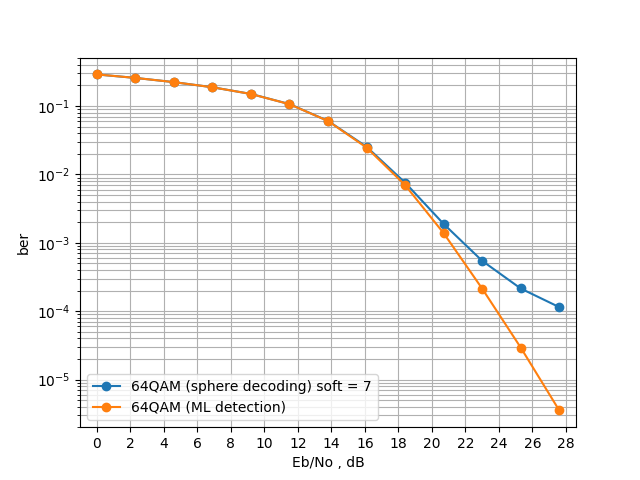 10⁻¹
10⁻²
10⁻³
10⁻⁴
10⁻⁵
ber
64QAM (sphere decoding) soft = 7
64QAM (ML detection)
0 2 4 6 8 10 12 14 16 18 20 22 24 26 28
Eb/No , dB